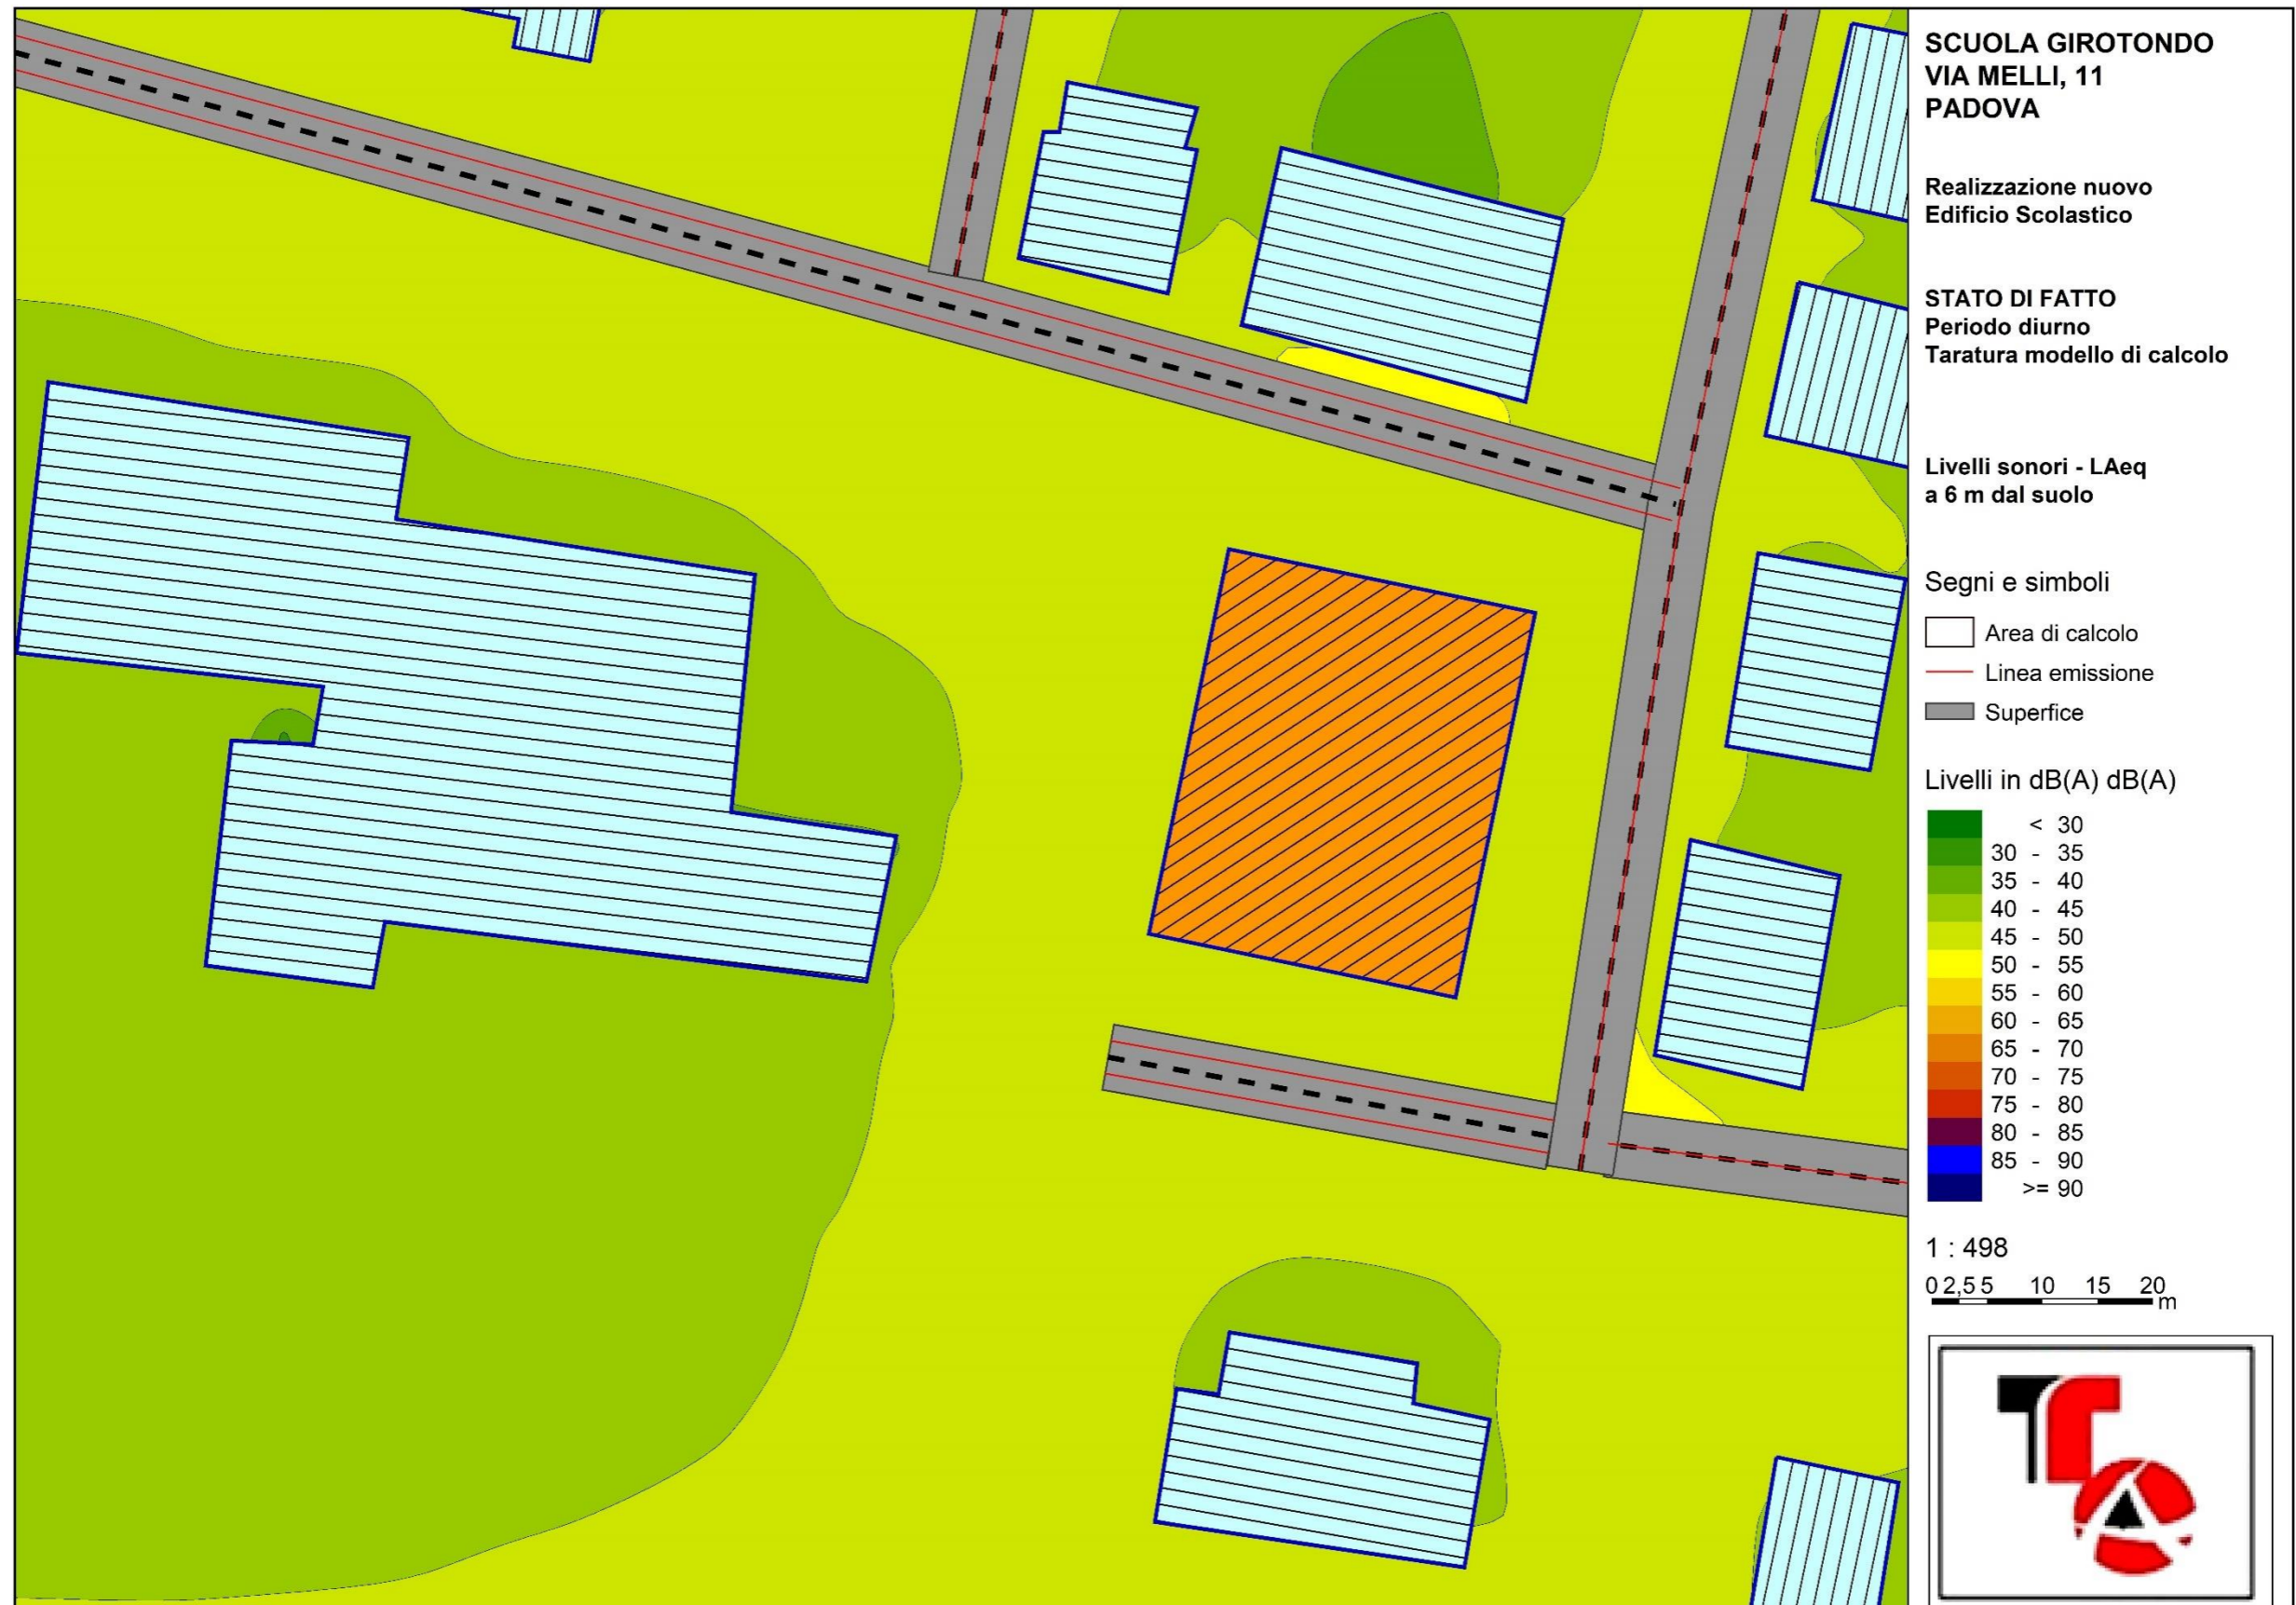 SCUOLA GIROTONDO
VIA MELLI, 11
PADOVA
Realizzazione nuovo
Edificio Scolastico
STATO DI FATTO
Periodo diurno
Taratura modello di calcolo
Livelli sonori - LAeq
a 6 m dal suolo
Segni e simboli
Area di calcolo
Linea emissione
Superfice
Livelli in dB(A) dB(A)
< 30
30 - 35
35 - 40
40 - 45
45 - 50
50 - 55
55 - 60
60 - 65
65 - 70
70 - 75
75 - 80
80 - 85
85 - 90
>= 90
1 : 498
0 2,5 5 10 15 20
m